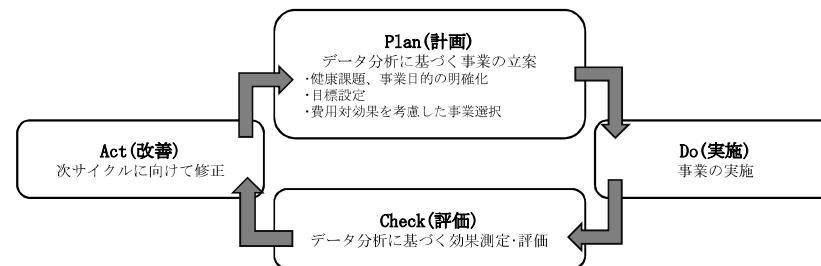 Plan(計画)
データ分析に基づく事業の立案
･健康課題、事業目的の明確化
･目標設定
･費用対効果を考慮した事業選択
Act(改善)
次サイクルに向けて修正
Do(実施)
事業の実施
Check(評価)
データ分析に基づく効果測定･評価